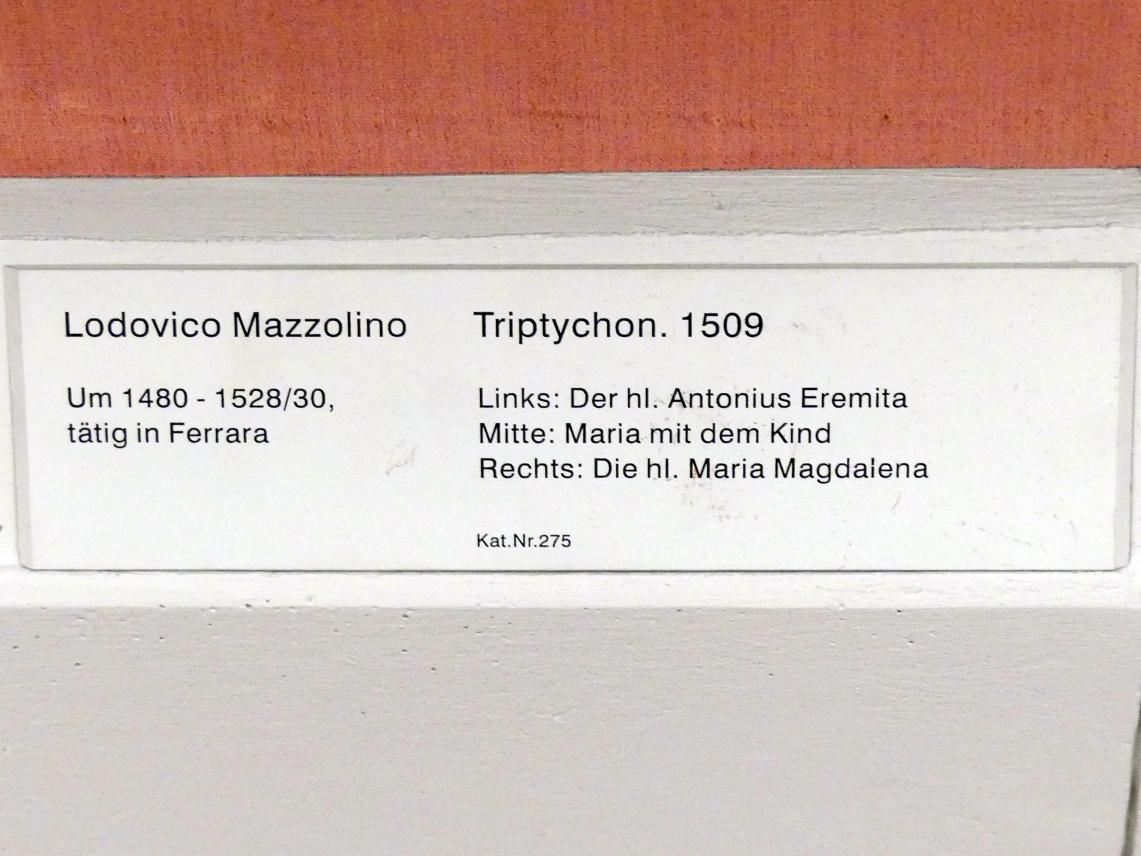 Lodovico Mazzolino
Um 1480 - 1528/30,
tätig in Ferrara
Triptychon. 1509
Links: Der hl. Antonius Eremita
Mitte: Maria mit dem Kind
Rechts: Die hl. Maria Magdalena
Kat.Nr.275